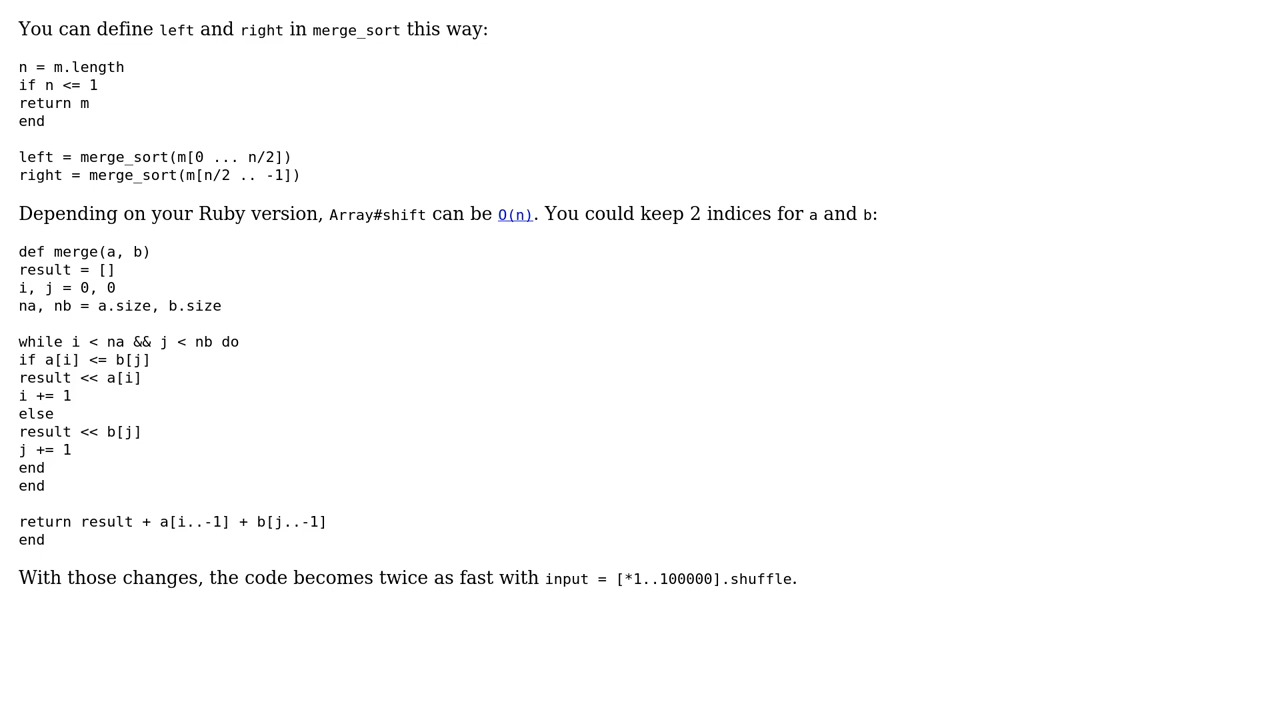 You can define left and right in merge_sort this way:
n = m.length
if n <= 1
return m
end
left = merge_sort(m[0 ... n/2])
right = merge_sort(m[n/2 .. -1])
Depending on your Ruby version, Array#shift can be O(n). You could keep 2 indices for a and b:
def merge(a, b)
result = []
i, j = 0, 0
na, nb = a.size, b.size
while i < na && j < nb do
if a[i] <= b[j]
result << a[i]
i += 1
else
result << b[j]
j += 1
end
end
return result + a[i..-1] + b[j..-1]
end
With those changes, the code becomes twice as fast with input = [*1..100000].shuffle.